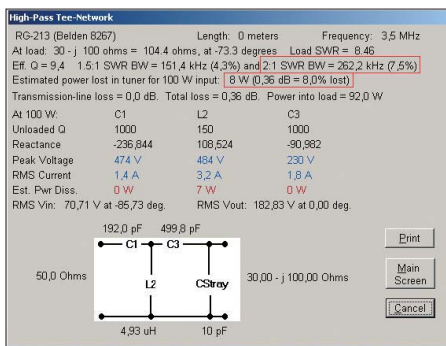 High-Pass Tee-Network
RG-213 (Belden 8267) Length: 0 meters Frequency: 3,5 MHz
At load: 30 - j 100 ohms = 104.4 ohms, at -73.3 degrees Load SWR = 8.46
Eff. Q = 9,4 1.5:1 SWR BW = 151,4 kHz (4,3%) and 2:1 SWR BW = 262,2 kHz (7,5%)
Estimated power lost in tuner for 100 W input: 8 W (0,36 dB = 8,0% lost)
Transmission-line loss = 0,0 dB. Total loss = 0,36 dB. Power into load = 92,0 W
At 100 W: C1 L2 C3
Unloaded Q 1000 150 1000
Reactance -236,844 108,524 -90,982
Peak Voltage 474 V 484 V 230 V
RMS Current 1,4 A 3,2 A 1,8 A
Est. Pwr Diss. 0 W 7 W 0 W
RMS Vin: 70,71 V at -85,73 deg. RMS Vout: 182,83 V at 0,00 deg.
192,0 pF 499,8 pF
C1 C3
Print
50,0 Ohms L2 CStray 30,00 - j 100,00 Ohms
Main Screen
Cancel
4,93 uH 10 pF